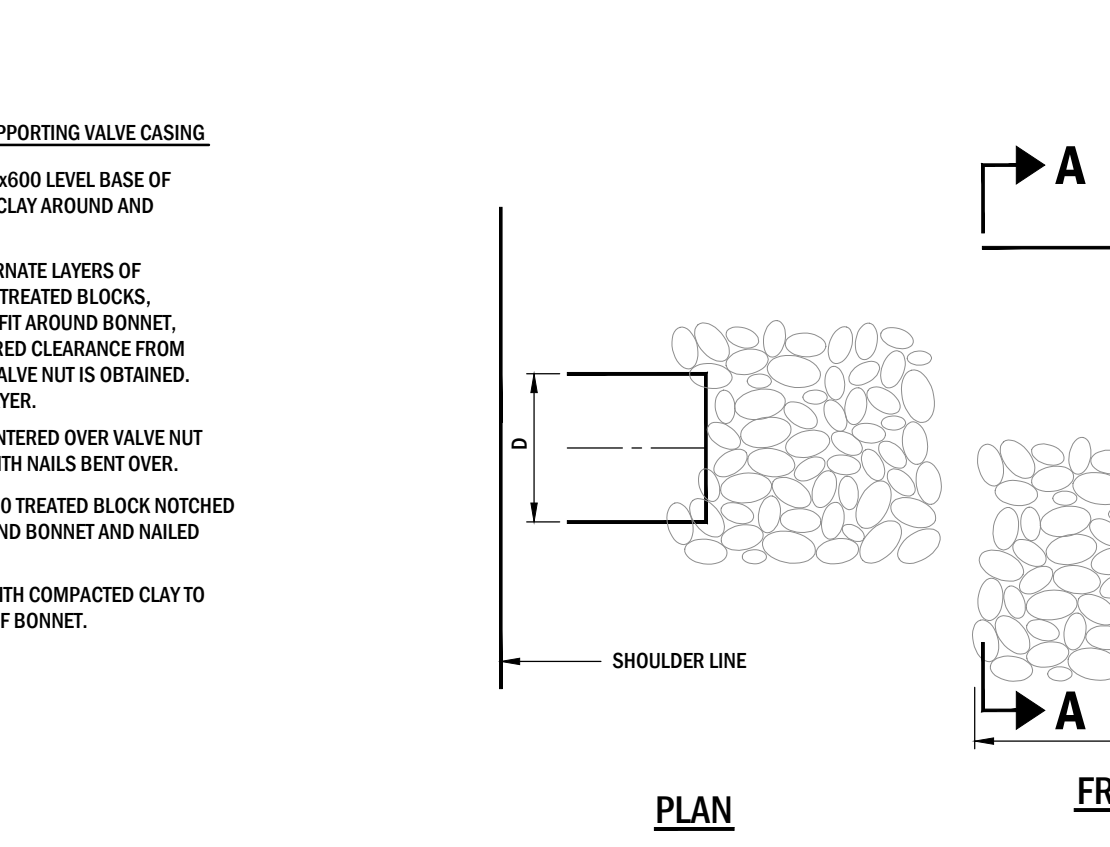 PPORTING VALVE CASING
x600 LEVEL BASE OF
CLAY AROUND AND
RNATE LAYERS OF
TREATED BLOCKS,
FIT AROUND BONNET,
RED CLEARANCE FROM
ALVE NUT IS OBTAINED.
YER.
NTERED OVER VALVE NUT
ITH NAILS BENT OVER.
0 TREATED BLOCK NOTCHED
ND BONNET AND NAILED
ITH COMPACTED CLAY TO
F BONNET.
D
SHOULDER LINE
PLAN
A
A
FR